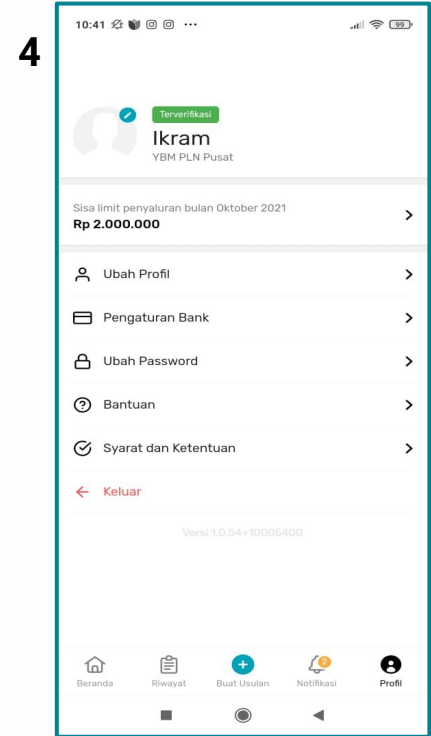 4
10:41
99
Terverifikasi
Ikram
YBM PLN Pusat
Sisa limit penyaluran bulan Oktober 2021
Rp 2.000.000
Ubah Profil
Pengaturan Bank
Ubah Password
Bantuan
Syarat dan Ketentuan
Keluar
Versi 1.0.54+10005400
2
Beranda Riwayat Buat Usulan Notifikasi Profil